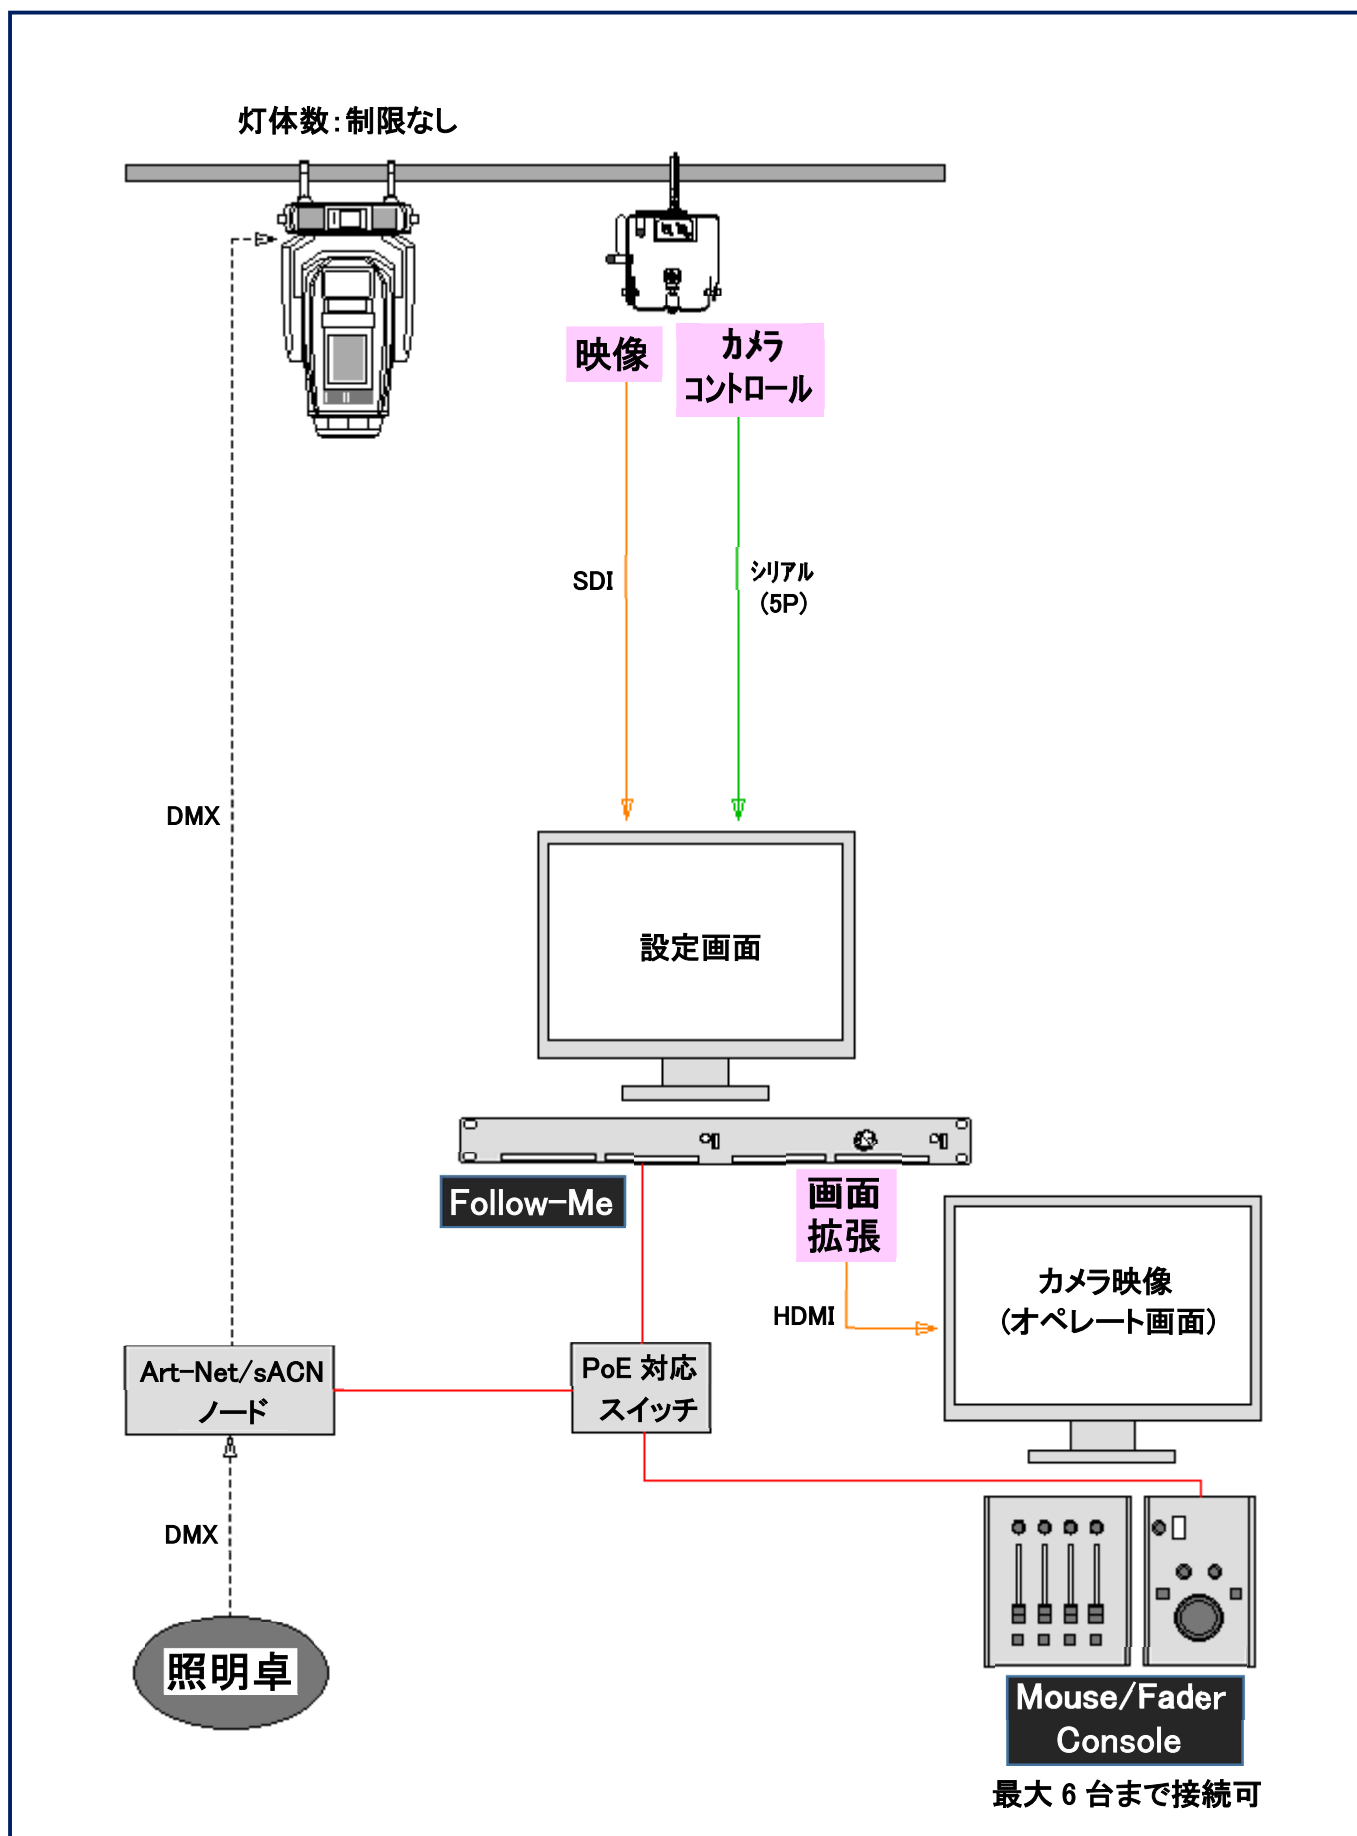 灯体数：制限なし
映像
カメラ
コントロール
SDI
シリアル
(5P)
DMX
設定画面
Follow-Me
画面
拡張
HDMI
カメラ映像
(オペレート画面)
Art-Net/sACN
ノード
PoE 対応
スイッチ
DMX
照明卓
Mouse/Fader
Console
最大 6 台まで接続可